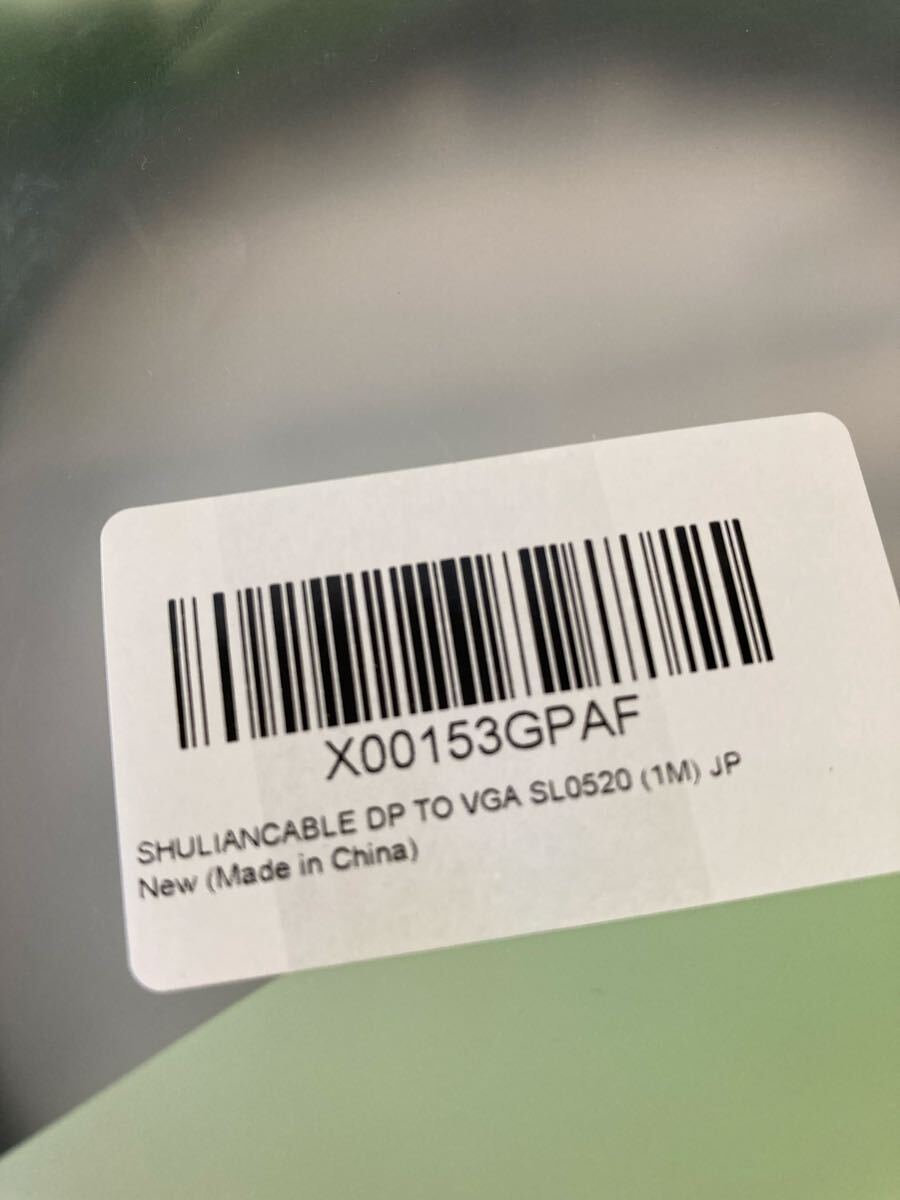 X00153GPAF
SHULIANCABLE DP TO VGA SL0520 (1M) JP
New (Made in China)